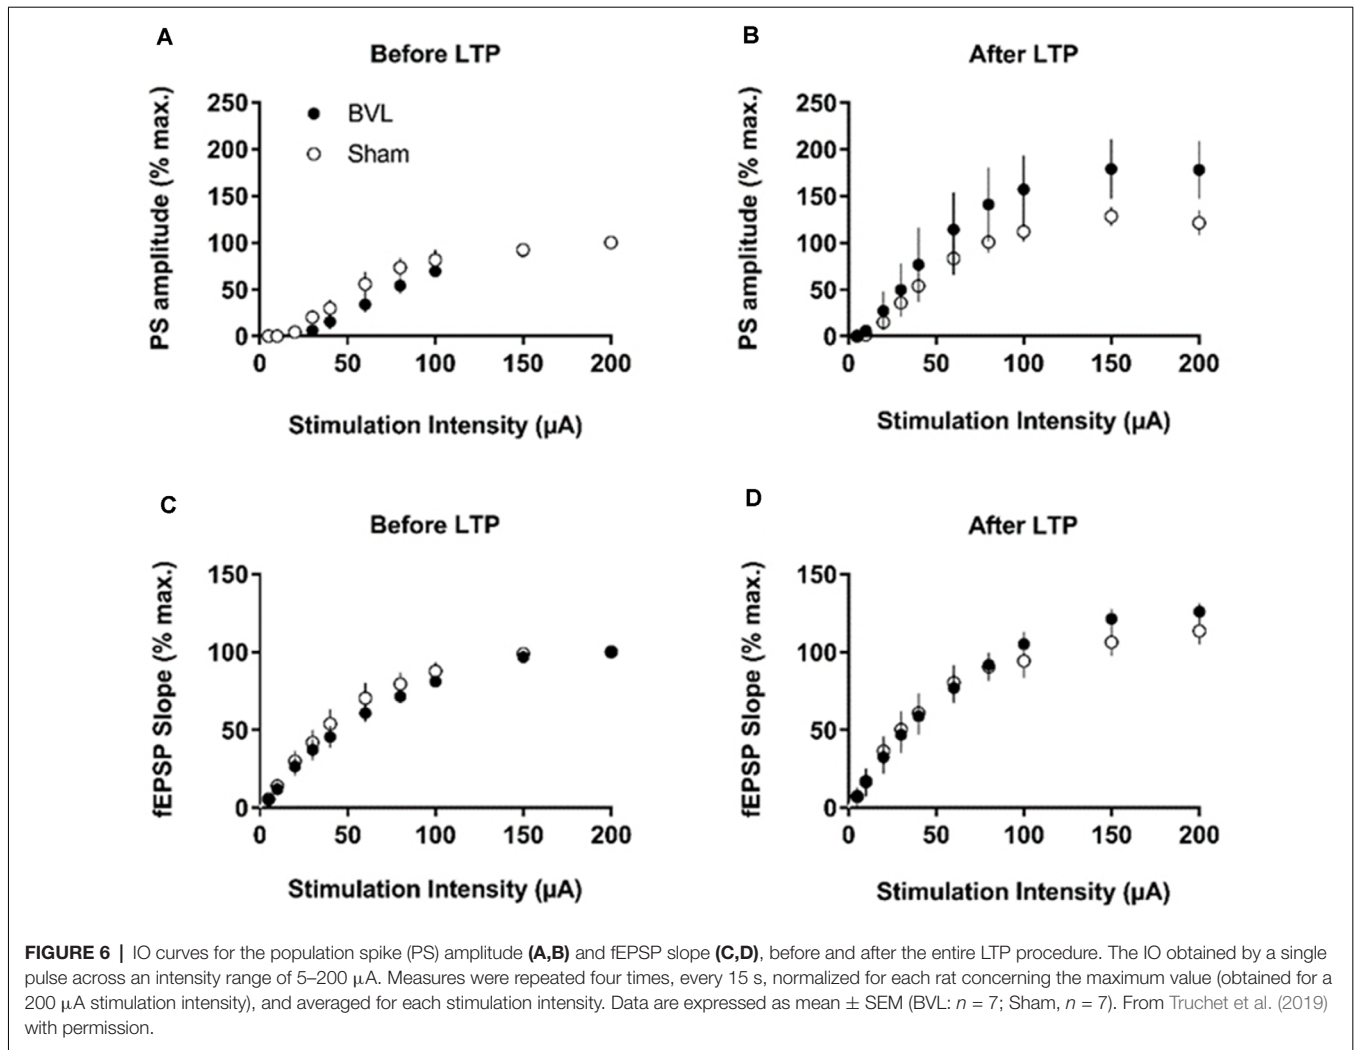 A
Before LTP
PS amplitude (% max.)
250
200
150
100
50
0
BVL
Sham
0 50 100 150 200
Stimulation Intensity (µA)
B
After LTP
PS amplitude (% max.)
250
200
150
100
50
0
0 50 100 150 200
Stimulation Intensity (µA)
C
Before LTP
fEPSP Slope (% max.)
150
100
50
0
0 50 100 150 200
Stimulation Intensity (µA)
D
After LTP
fEPSP Slope (% max.)
150
100
50
0
0 50 100 150 200
Stimulation Intensity (µA)
FIGURE 6 | IO curves for the population spike (PS) amplitude (A,B) and fEPSP slope (C,D), before and after the entire LTP procedure. The IO obtained by a single
pulse across an intensity range of 5–200 µA. Measures were repeated four times, every 15 s, normalized for each rat concerning the maximum value (obtained for a
200 µA stimulation intensity), and averaged for each stimulation intensity. Data are expressed as mean ± SEM (BVL: n = 7; Sham, n = 7). From Truchet et al. (2019)
with permission.